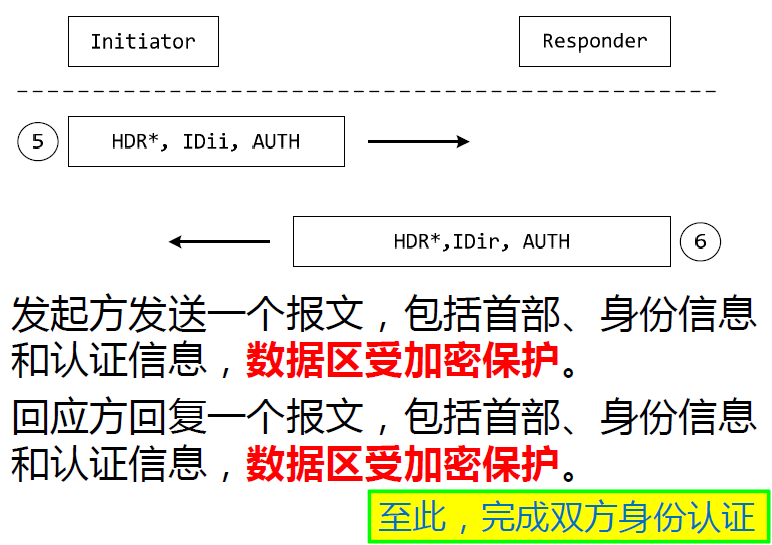 Initiator
Responder
5
HDR*, IDii, AUTH
HDR*,IDir, AUTH
6
发起方发送一个报文，包括首部、身份信息
和认证信息，数据区受加密保护。
回应方回复一个报文，包括首部、身份信息
和认证信息，数据区受加密保护。
至此，完成双方身份认证